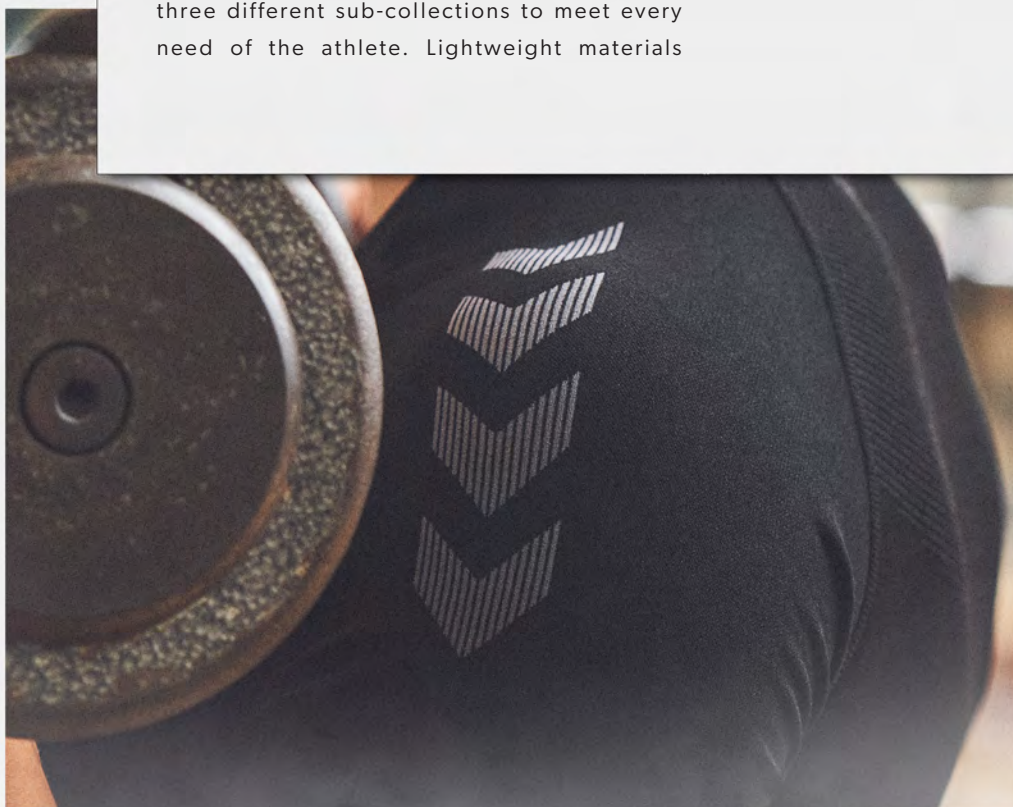 three different sub-collections to meet every
need of the athlete. Lightweight materials